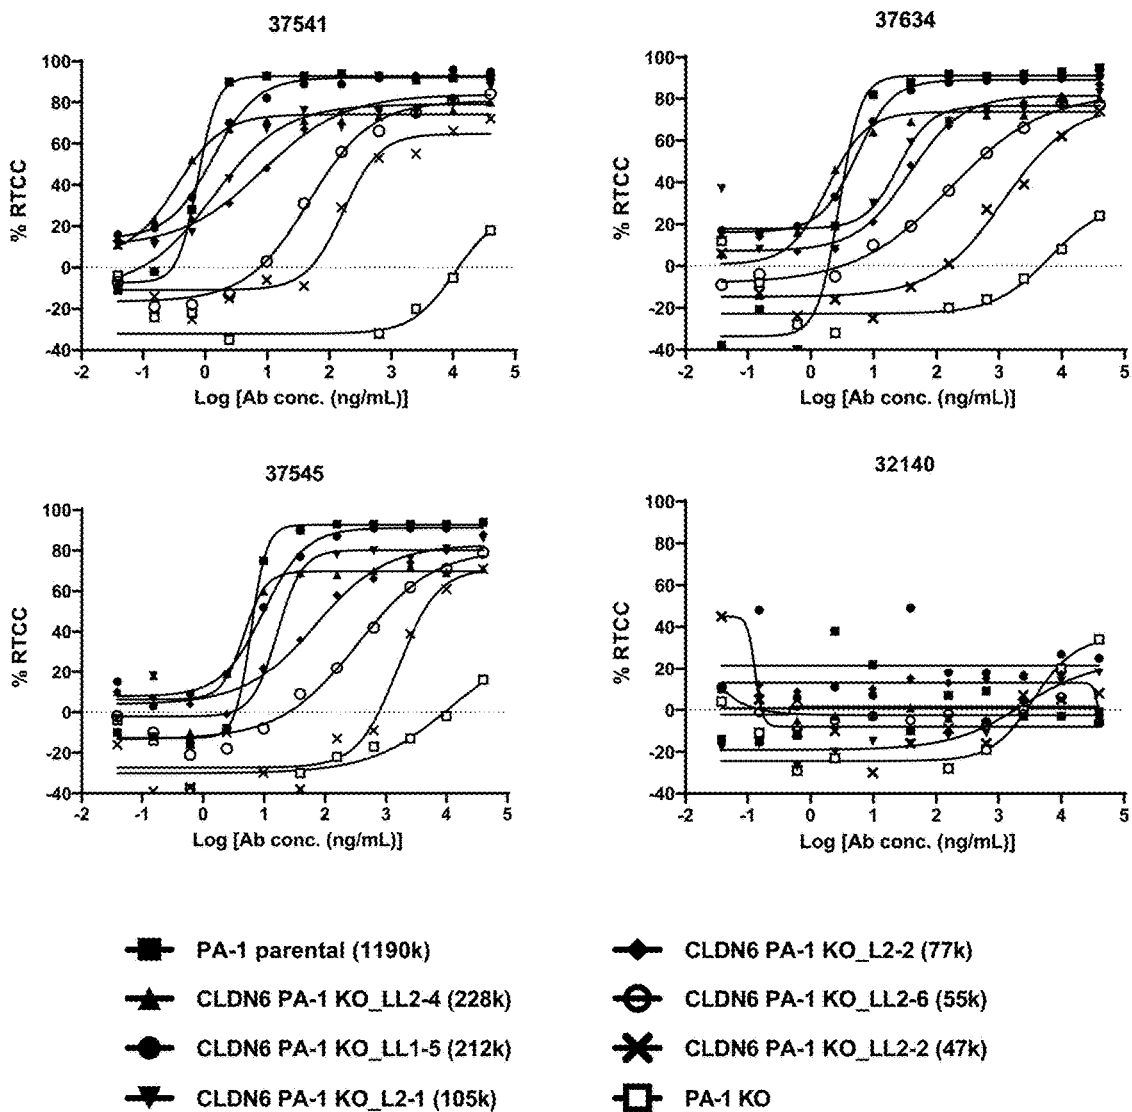 37541
100
80
60
40
20
0
-20
-40
% RTCC
-2 -1 0 1 2 3 4 5
Log [Ab conc. (ng/mL)]
37634
100
80
60
40
20
0
-20
-40
% RTCC
-2 -1 0 1 2 3 4 5
Log [Ab conc. (ng/mL)]
37545
100
80
60
40
20
0
-20
-40
% RTCC
-2 -1 0 1 2 3 4 5
Log [Ab conc. (ng/mL)]
32140
100
80
60
40
20
0
-20
-40
% RTCC
-2 -1 0 1 2 3 4 5
Log [Ab conc. (ng/mL)]
PA-1 parental (1190k)
CLDN6 PA-1 KO_LL2-4 (228k)
CLDN6 PA-1 KO_LL1-5 (212k)
CLDN6 PA-1 KO_L2-1 (105k)
CLDN6 PA-1 KO_L2-2 (77k)
CLDN6 PA-1 KO_LL2-6 (55k)
CLDN6 PA-1 KO_LL2-2 (47k)
PA-1 KO